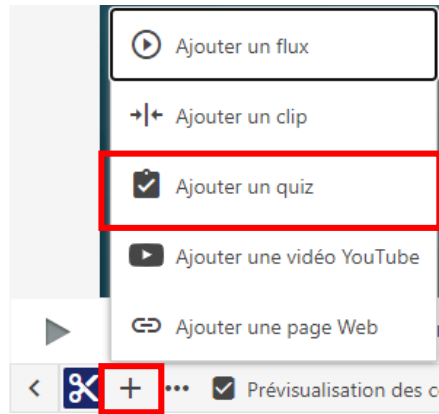 Ajouter un flux
Ajouter un clip
Ajouter un quiz
Ajouter une vidéo YouTube
Ajouter une page Web
Prévisualisation des c